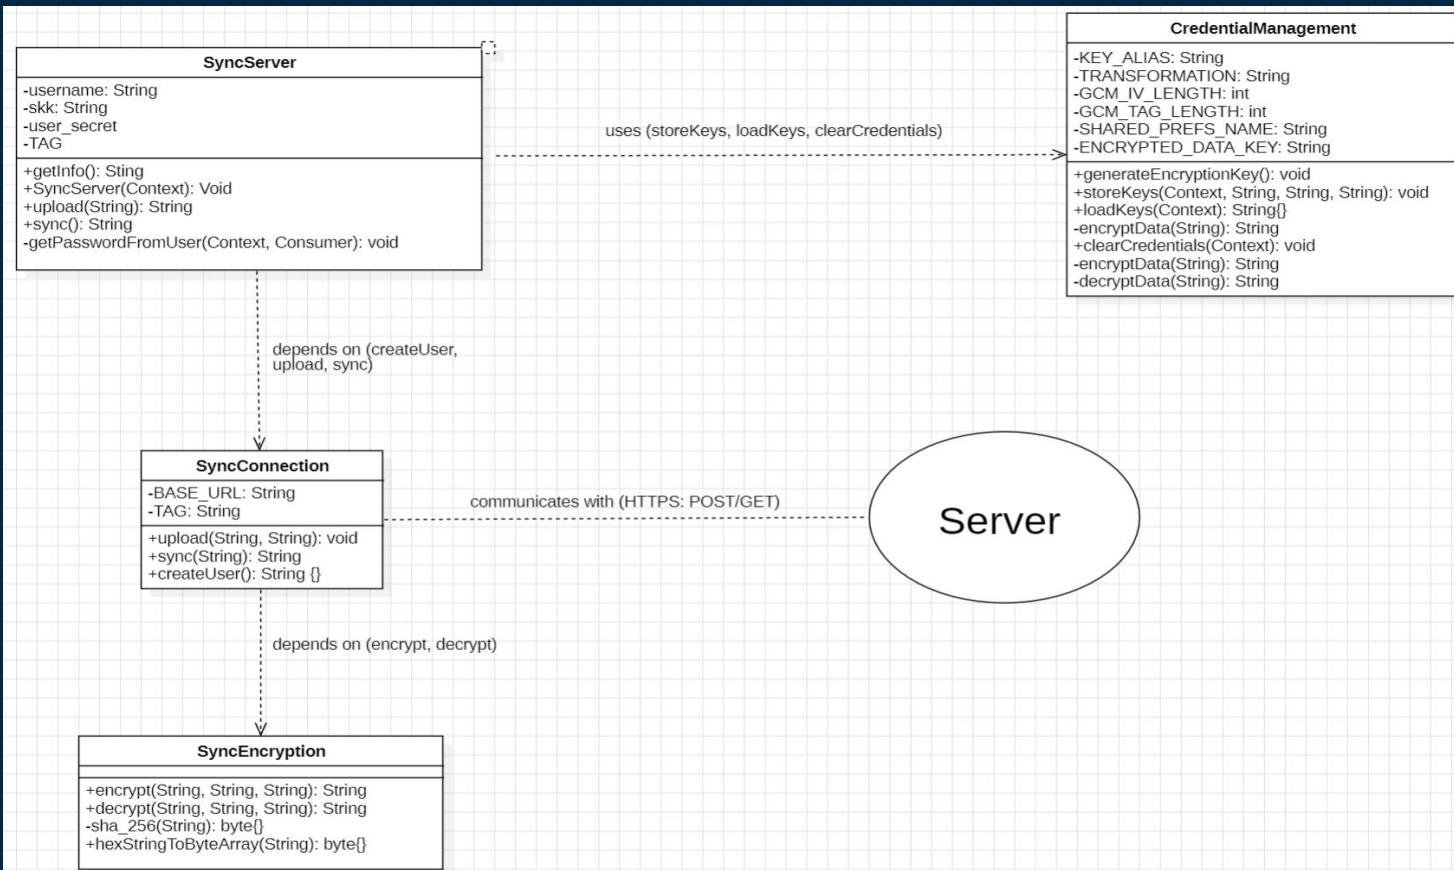 SyncServer
-username: String
-skk: String
-user_secret
-TAG
+getInfo(): Sting
+SyncServer(Context): Void
+upload(String): String
+sync(): String
-getPasswordFromUser(Context, Consumer): void
uses (storeKeys, loadKeys, clearCredentials)
CredentialManagement
-KEY_ALIAS: String
-TRANSFORMATION: String
-GCM_IV_LENGTH: int
-GCM_TAG_LENGTH: int
-SHARED_PREFS_NAME: String
-ENCRYPTED_DATA_KEY: String
+generateEncryptionKey(): void
+storeKeys(Context, String, String, String): void
+loadKeys(Context): String{}
-encryptData(String): String
+clearCredentials(Context): void
-encryptData(String): String
-decryptData(String): String
depends on (createUser,
upload, sync)
SyncConnection
-BASE_URL: String
-TAG: String
+upload(String, String): void
+sync(String): String
+createUser(): String {}
communicates with (HTTPS: POST/GET)
Server
depends on (encrypt, decrypt)
SyncEncryption
+encrypt(String, String, String): String
+decrypt(String, String, String): String
-sha_256(String): byte{}
+hexStringToByteArray(String): byte{}